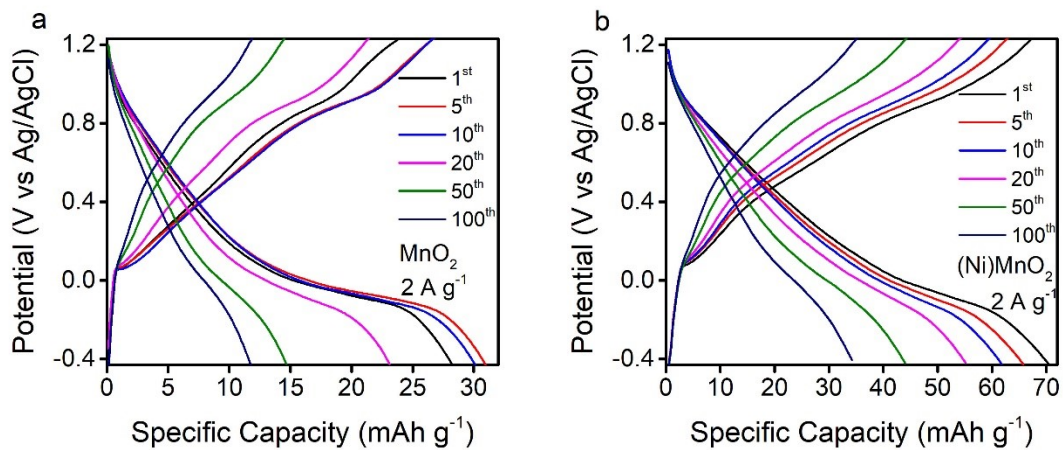 a
1.2
0.8
0.4
0.0
-0.4
Potential (V vs Ag/AgCl)
1st
5th
10th
20th
50th
100th
MnO2
2 A g-1
0 5 10 15 20 25 30
Specific Capacity (mAh g-1)
b
1.2
0.8
0.4
0.0
-0.4
Potential (V vs Ag/AgCl)
1st
5th
10th
20th
50th
100th
(Ni)MnO2
2 A g-1
0 10 20 30 40 50 60 70
Specific Capacity (mAh g-1)